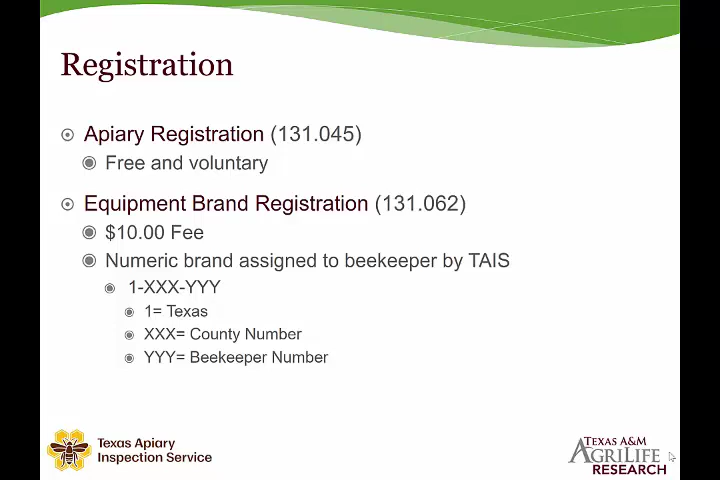 Registration
Apiary Registration (131.045)
Free and voluntary
Equipment Brand Registration (131.062)
$10.00 Fee
Numeric brand assigned to beekeeper by TAIS
1-XXX-YYY
1= Texas
XXX= County Number
YYY= Beekeeper Number
Texas Apiary
Inspection Service
TEXAS A&M
AGRILIFE
RESEARCH